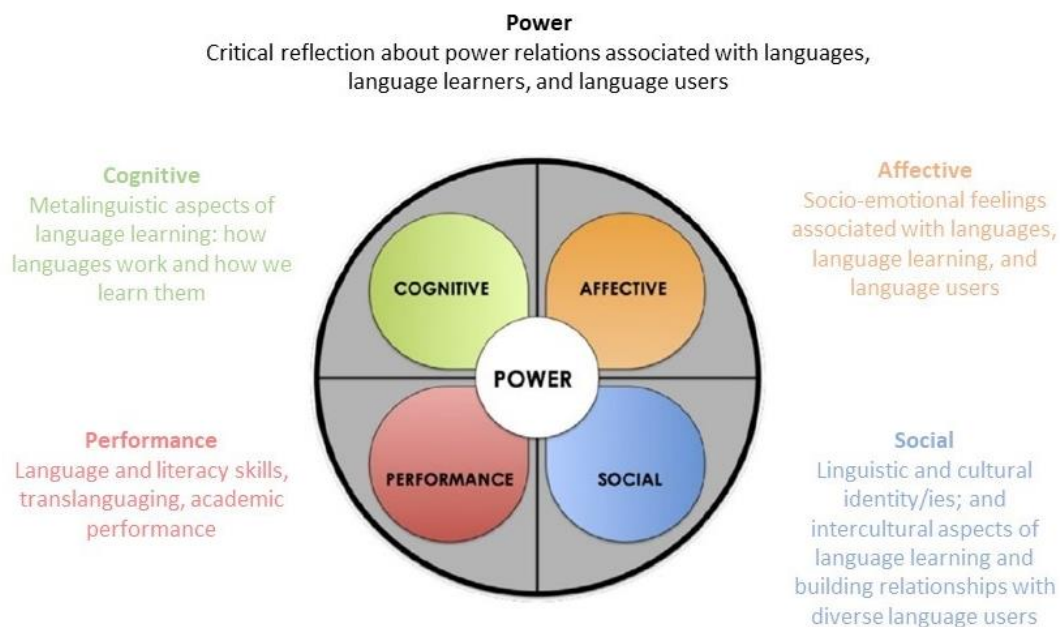 Power
Critical reflection about power relations associated with languages,
language learners, and language users
Cognitive
Metalinguistic aspects of
language learning: how
languages work and how we
learn them
Affective
Socio-emotional feelings
associated with languages,
language learning, and
language users
COGNITIVE
AFFECTIVE
POWER
PERFORMANCE
SOCIAL
Performance
Language and literacy skills,
translanguaging, academic
performance
Social
Linguistic and cultural
identity/ies; and
intercultural aspects of
language learning and
building relationships with
diverse language users